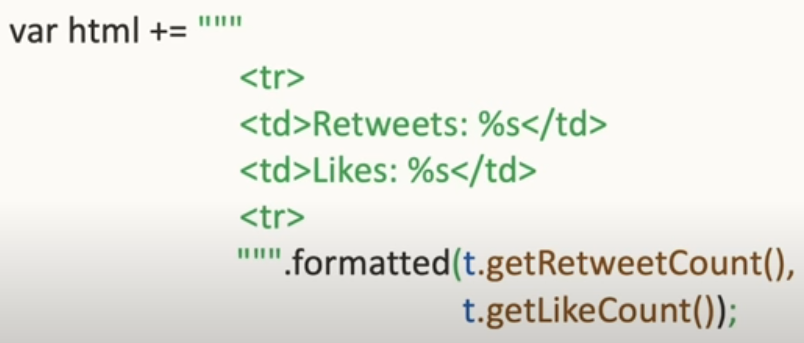 var html += """
<tr>
<td>Retweets: %s</td>
<td>Likes: %s</td>
<tr>
""".formatted(t.getRetweetCount(),
t.getLikeCount());